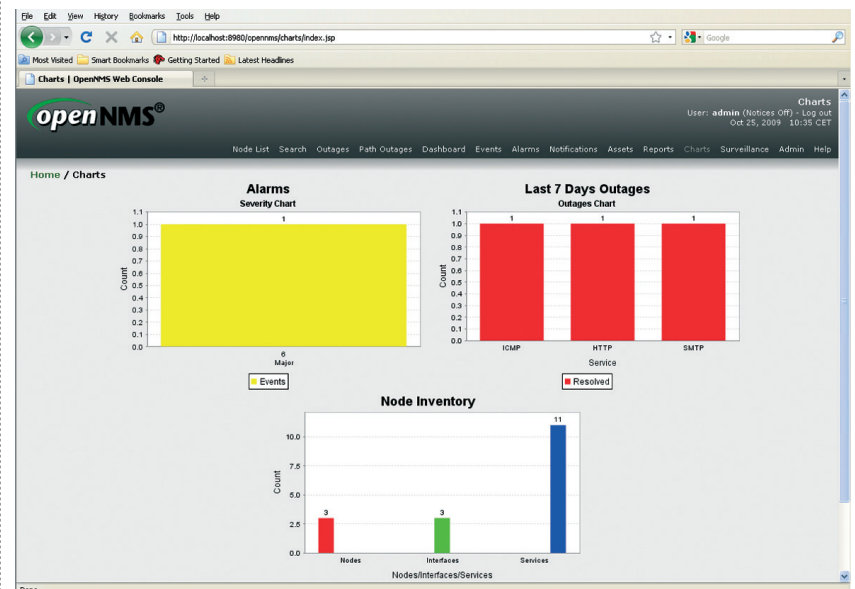 File Edit View History Bookmarks Tools Help
http://localhost:8980/opennms/charts/index.jsp
Google
Most Visited Smart Bookmarks Getting Started Latest Headlines
Charts | OpenNMS Web Console
openNMS®
Charts
User: admin (Notices Off) - Log out
Oct 25, 2009 10:35 CET
Node List Search Outages Path Outages Dashboard Events Alarms Notifications Assets Reports Charts Surveillance Admin Help
Home / Charts
Alarms
Severity Chart
1.1
1.0
0.9
0.8
0.7
0.6
0.5
0.4
0.3
0.2
0.1
0.0
Count
1
6
Major
Events
Last 7 Days Outages
Outages Chart
1.1
1.0
0.9
0.8
0.7
0.6
0.5
0.4
0.3
0.2
0.1
0.0
Count
1 1 1
ICMP HTTP SMTP
Service
Resolved
Node Inventory
10.0
7.5
5.0
2.5
0.0
Count
3 3 11
Nodes Interfaces Services
Nodes/Interfaces/Services